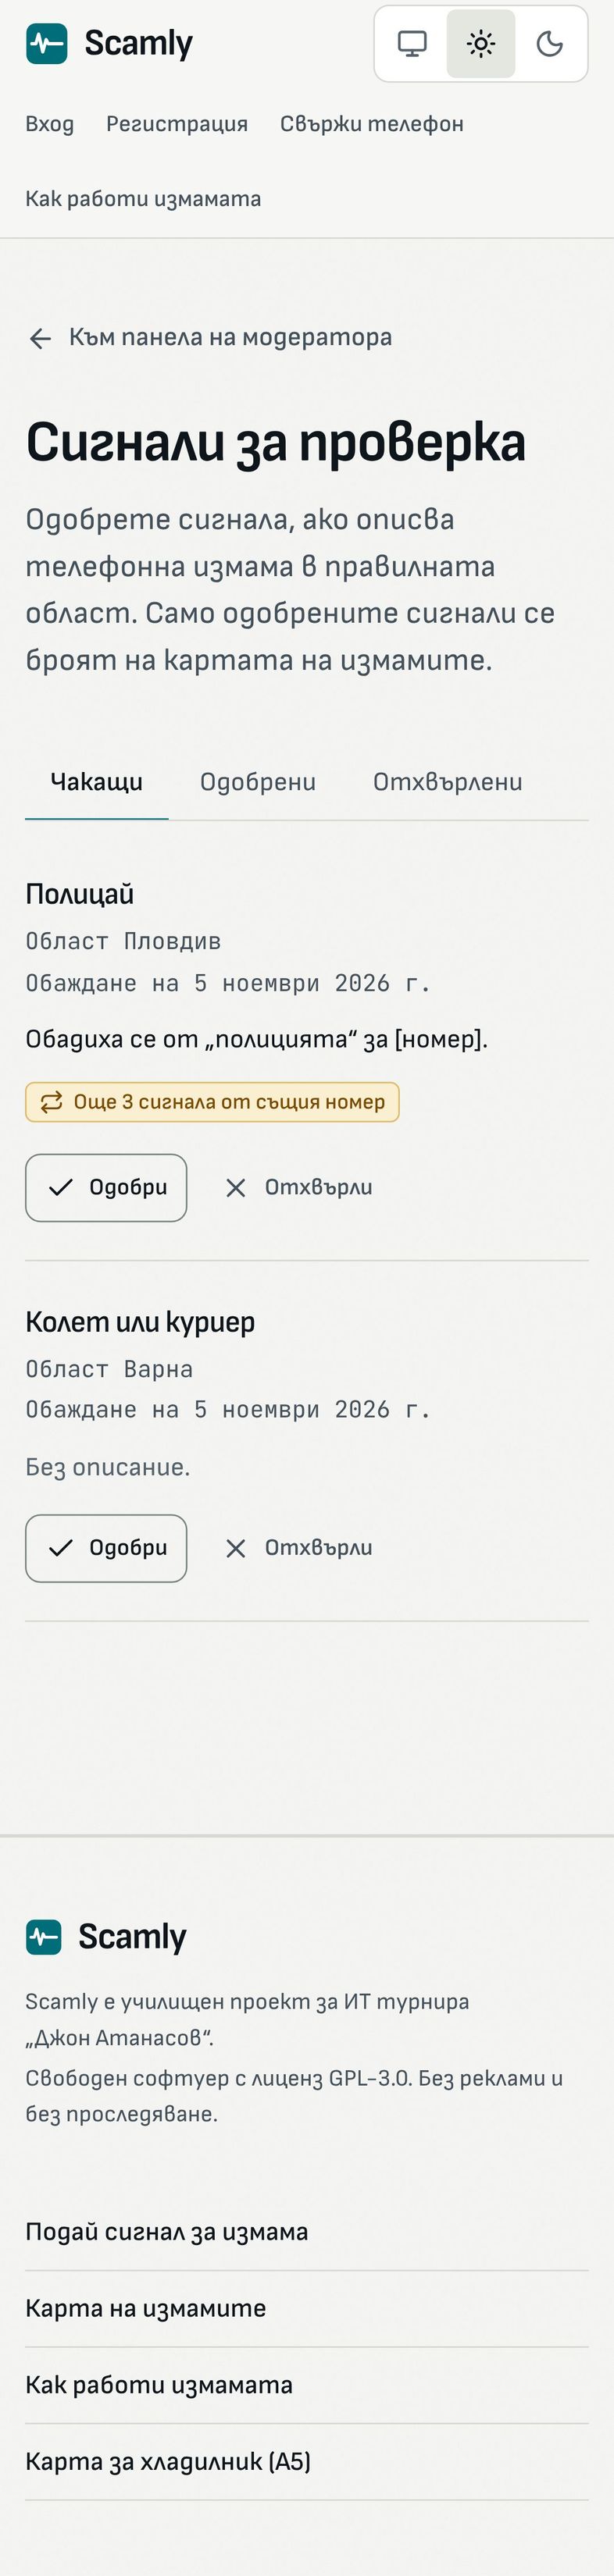 Scamly
Вход Регистрация Свържи телефон
Как работи измамата
Към панела на модератора
Сигнали за проверка
Одобрете сигнала, ако описва
телефонна измама в правилната
област. Само одобрените сигнали се
броят на картата на измамите.
Чакащи Одобрени Отхвърлени
Полицай
Област Пловдив
Обаждане на 5 ноември 2026 г.
Обадиха се от „полицията“ за [номер].
Още 3 сигнала от същия номер
Одобри Отхвърли
Колет или куриер
Област Варна
Обаждане на 5 ноември 2026 г.
Без описание.
Одобри Отхвърли
Scamly
Scamly е училищен проект за ИТ турнира
„Джон Атанасов“.
Свободен софтуер с лиценз GPL-3.0. Без реклами и
без проследяване.
Подай сигнал за измама
Карта на измамите
Как работи измамата
Карта за хладилник (А5)